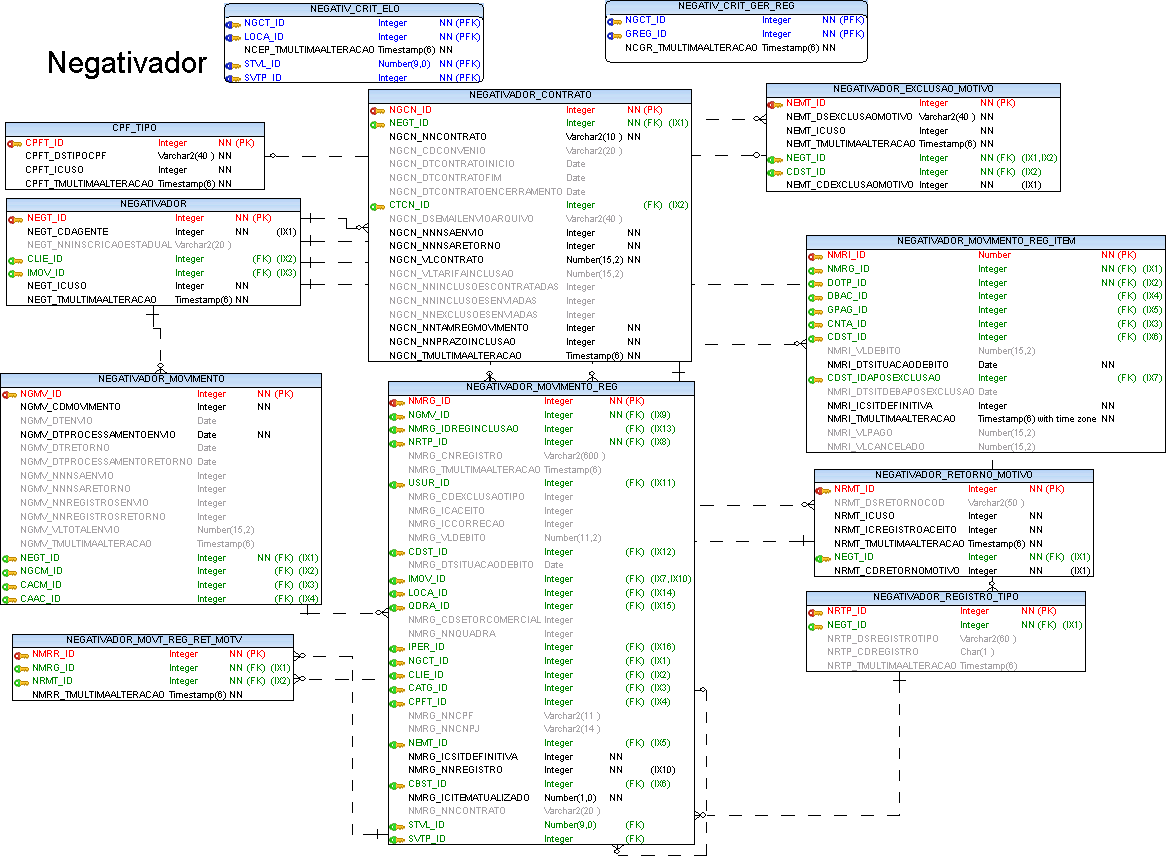 Negativador
NEGATIV_CRIT_ELO
NGCT_ID Integer NN (PFK)
LOCA_ID Integer NN (PFK)
NCEP_TMULTIMAALTERAÇAO Timestamp(6) NN
STVL_ID Number(9,0) NN (PFK)
SVTP_ID Integer NN (PFK)
NEGATIV_CRIT_GER_REG
NGCT_ID Integer NN (PFK)
GREG_ID Integer NN (PFK)
NCGR_TMULTIMAALTERAÇAO Timestamp(6) NN
CPF_TIPO
CPFT_ID Integer NN (PK)
CPFT_DSTIPOCPF Varchar2(40 ) NN
CPFT_ICUSO Integer NN
CPFT_TMULTIMAALTERACAO Timestamp(6) NN
NEGATIVADOR_CONTRATO
NGCN_ID Integer NN (PK)
NEGT_ID Integer NN (FK) (IX1)
NGCN_NNCONTRATO Varchar2(10 ) NN
NGCN_CDCONVENIO Varchar2(20 )
NGCN_DTCONTRATOINICIO Date
NGCN_DTCONTRATOFIM Date
NGCN_DTCONTRATOENCERRAMENTO Date
CTCN_ID Integer (FK) (IX2)
NGCN_DSEMAILENVIOARQUIVO Varchar2(40 )
NGCN_NNNSAENVIO Integer NN
NGCN_NNNSARETORNO Integer NN
NGCN_VLCONTRATO Number(15,2) NN
NGCN_VLTARIFAINCLUSAO Number(15,2)
NGCN_NNINCLUSOESCONTRATADAS Integer
NGCN_NNINCLUSOESENVIADAS Integer
NGCN_NNEXCLUSOESENVIADAS Integer
NGCN_NNTAMREGMOVIMENTO Integer NN
NGCN_NNPRAZOINCLUSAO Integer NN
NGCN_TMULTIMAALTERACAO Timestamp(6) NN
NEGATIVADOR_EXCLUSAO_MOTIVO
NEMT_ID Integer NN (PK)
NEMT_DSEXCLUSAOMOTIVO Varchar2(40 ) NN
NEMT_ICUSO Integer NN
NEMT_TMULTIMAALTERACAO Timestamp(6) NN
NEGT_ID Integer NN (FK) (IX1,IX2)
CDST_ID Integer NN (FK) (IX2)
NEMT_CDEXCLUSAOMOTIVO Integer NN (IX1)
NEGATIVADOR
NEGT_ID Integer NN (PK)
NEGT_CDAGENTE Integer NN (IX1)
NEGT_NNINSCRICAOESTADUAL Varchar2(20 )
CLIE_ID Integer (FK) (IX2)
IMOV_ID Integer (FK) (IX3)
NEGT_ICUSO Integer NN
NEGT_TMULTIMAALTERACAO Timestamp(6) NN
NEGATIVADOR_MOVIMENTO_REG_ITEM
NMRI_ID Number NN (PK)
NMRG_ID Integer NN (FK) (IX1)
DOTP_ID Integer NN (FK) (IX2)
DBAC_ID Integer (FK) (IX4)
GPAG_ID Integer (FK) (IX5)
CNTA_ID Integer (FK) (IX3)
CDST_ID Integer (FK) (IX6)
NMRI_VLDEBITO Number(15,2)
NMRI_DTSITUACAODEBITO Date NN
CDST_IDAPOSEXCLUSAO Integer (FK) (IX7)
NMRI_DTSITDEBAPOSEXCLUSAO Date
NMRI_ICSITDEFINITIVA Integer NN
NMRI_TMULTIMAALTERACAO Timestamp(6) with time zone NN
NMRI_VLPAGO Number(15,2)
NMRI_VLCANCELADO Number(15,2)
NEGATIVADOR_MOVIMENTO
NGMV_ID Integer NN (PK)
NGMV_CDMOVIMENTO Integer NN
NGMV_DTENVIO Date
NGMV_DTPROCESSAMENTOENVIO Date NN
NGMV_DTRETORNO Date
NGMV_DTPROCESSAMENTORETORNO Date
NGMV_NNNSAENVIO Integer
NGMV_NNNSARETORNO Integer
NGMV_NNREGISTROSENVIO Integer
NGMV_NNREGISTROSRETORNO Integer
NGMV_VLTOTALENVIO Number(15,2)
NGMV_TMULTIMAALTERACAO Timestamp(6)
NEGT_ID Integer NN (FK) (IX1)
NGCM_ID Integer (FK) (IX2)
CACM_ID Integer (FK) (IX3)
CAAC_ID Integer (FK) (IX4)
NEGATIVADOR_MOVIMENTO_REG
NMRG_ID Integer NN (PK)
NGMV_ID Integer NN (FK) (IX9)
NMRG_IDREGINCLUSAO Integer (FK) (IX13)
NRTP_ID Integer NN (FK) (IX8)
NMRG_CNREGISTRO Varchar2(600 )
NMRG_TMULTIMAALTERACAO Timestamp(6)
USUR_ID Integer (FK) (IX11)
NMRG_CDEXCLUSAOTIPO Integer
NMRG_ICACEITO Integer
NMRG_ICCORRECAO Integer
NMRG_VLDEBITO Number(11,2)
CDST_ID Integer (FK) (IX12)
NMRG_DTSITUACAODEBITO Date
IMOV_ID Integer (FK) (IX7,IX10)
LOCA_ID Integer (FK) (IX14)
QDRA_ID Integer (FK) (IX15)
NMRG_CDSETORCOMERCIAL Integer
NMRG_NNQUADRA Integer
IPER_ID Integer (FK) (IX16)
NGCT_ID Integer (FK) (IX1)
CLIE_ID Integer (FK) (IX2)
CATG_ID Integer (FK) (IX3)
CPFT_ID Integer (FK) (IX4)
NMRG_NNCPF Varchar2(11 )
NMRG_NNCNPJ Varchar2(14 )
NEMT_ID Integer (FK) (IX5)
NMRG_ICSITDEFINITIVA Integer NN
NMRG_NNREGISTRO Integer NN (IX10)
CBST_ID Integer (FK) (IX6)
NMRG_ICITEMATUALIZADO Number(1,0) NN
NMRG_NNCONTRATO Varchar2(20 )
STVL_ID Number(9,0) (FK)
SVTP_ID Integer (FK)
NEGATIVADOR_RETORNO_MOTIVO
NRMT_ID Integer NN (PK)
NRMT_DSRETORNOCOD Varchar2(50 )
NRMT_ICUSO Integer NN
NRMT_ICREGISTROACEITO Integer NN
NRMT_TMULTIMAALTERACAO Timestamp(6) NN
NEGT_ID Integer NN (FK) (IX1)
NRMT_CDRETORNOMOTIVO Integer NN (IX1)
NEGATIVADOR_REGISTRO_TIPO
NRTP_ID Integer NN (PK)
NEGT_ID Integer NN (FK) (IX1)
NRTP_DSREGISTROTIPO Varchar2(60 )
NRTP_CDREGISTRO Char(1 )
NRTP_TMULTIMAALTERACAO Timestamp(6)
NEGATIVADOR_MOVT_REG_RET_MOTV
NMRR_ID Integer NN (PK)
NMRG_ID Integer NN (FK) (IX1)
NRMT_ID Integer NN (FK) (IX2)
NMRR_TMULTIMAALTERACAO Timestamp(6) NN